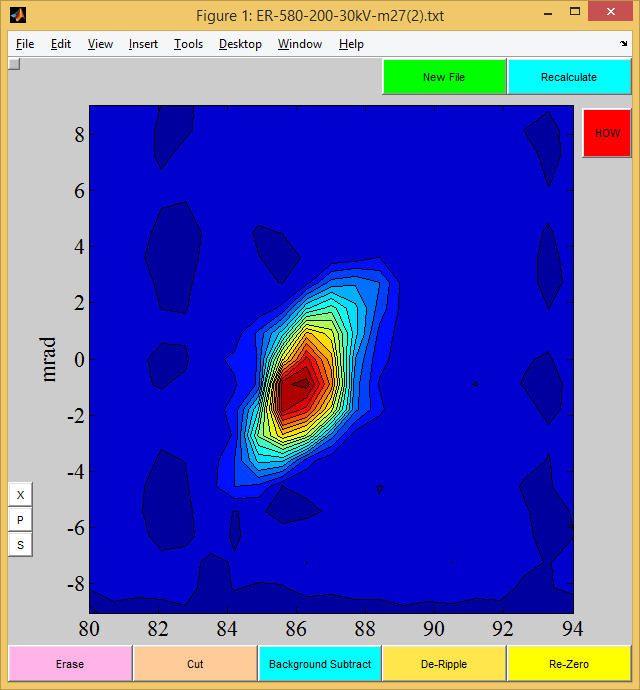 Figure 1: ER-580-200-30kV-m27(2).txt
File Edit View Insert Tools Desktop Window Help
New File Recalculate
HOW
8
6
4
2
0
-2
-4
-6
-8
mrad
X
P
S
80 82 84 86 88 90 92 94
Erase Cut Background Subtract De-Ripple Re-Zero